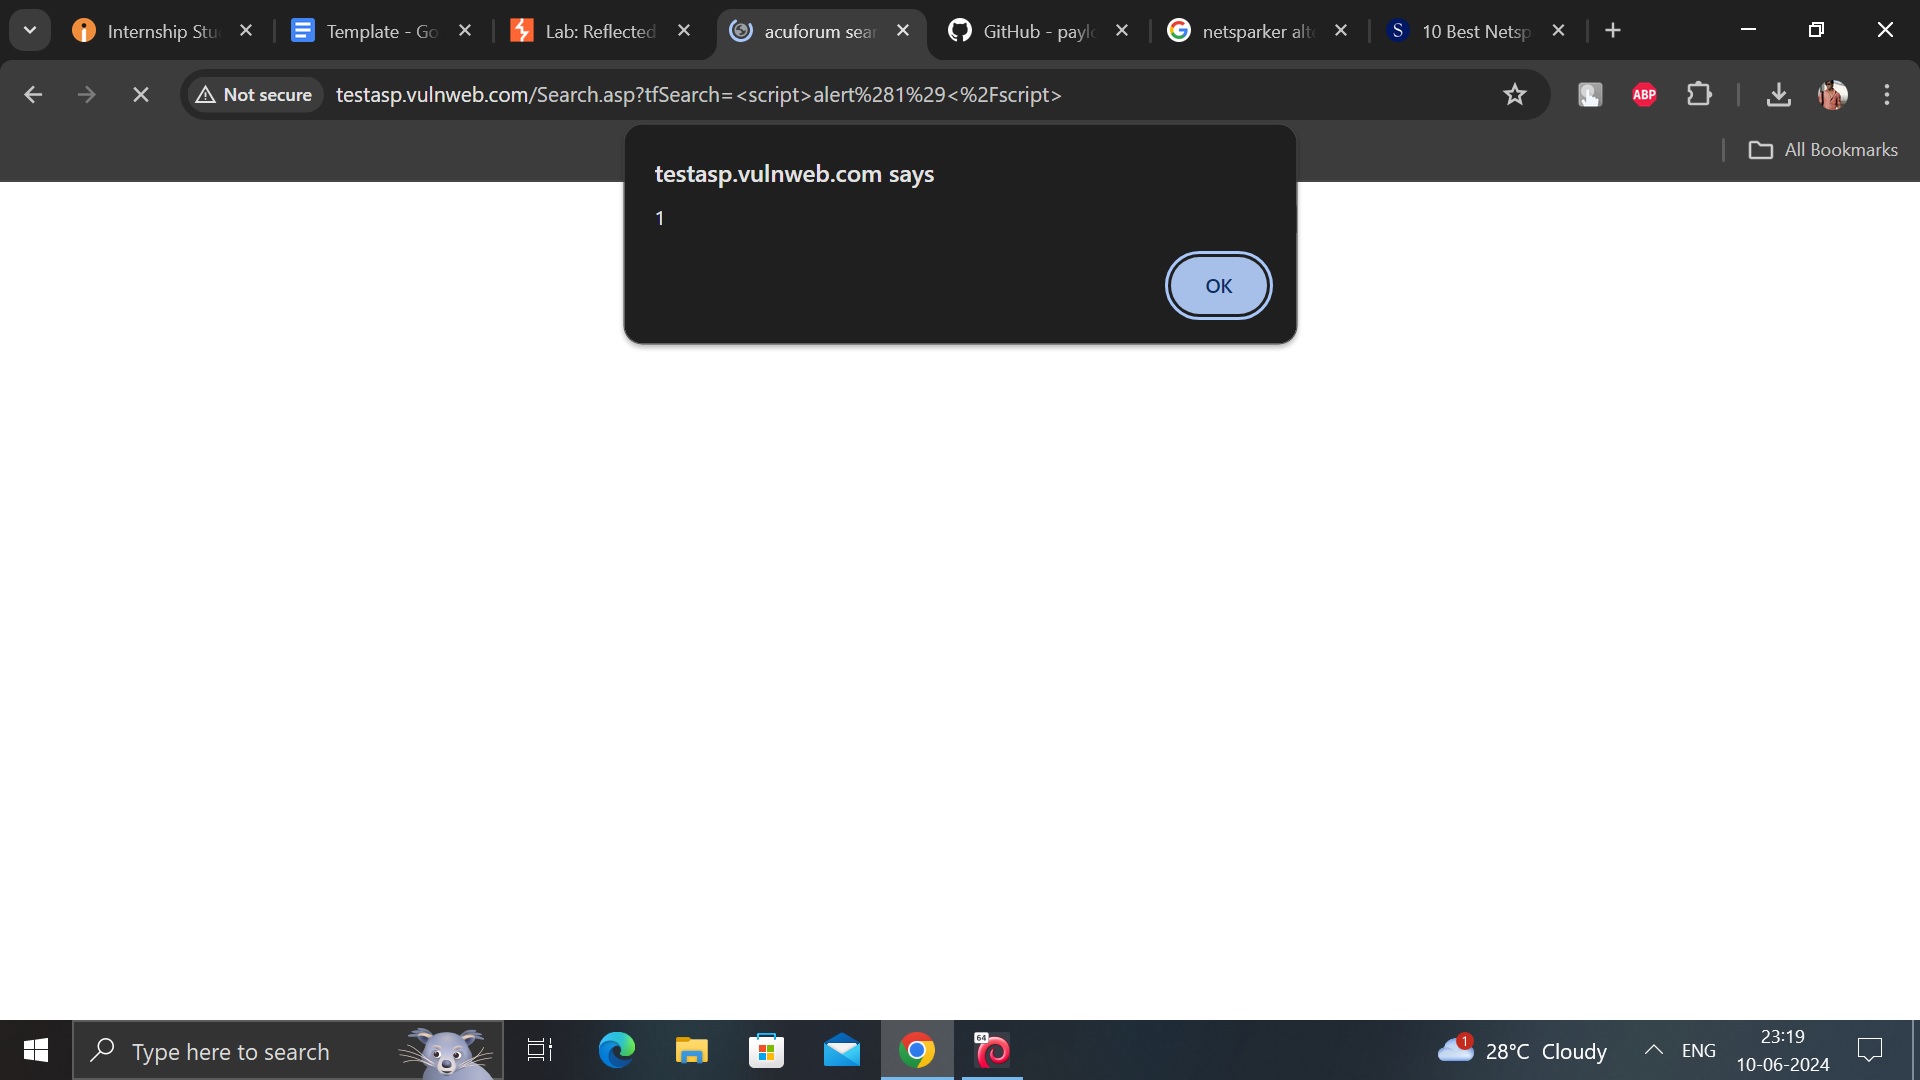 Internship Stu
Template - Go
Lab: Reflected
acuforum sear
GitHub - paylo
netsparker alt
S
10 Best Netsp
Not secure
testasp.vulnweb.com/Search.asp?tfSearch=<script>alert%281%29<%2Fscript>
ABP
All Bookmarks
testasp.vulnweb.com says
1
OK
Type here to search
64
1
28°C Cloudy
ENG
23:19
10-06-2024